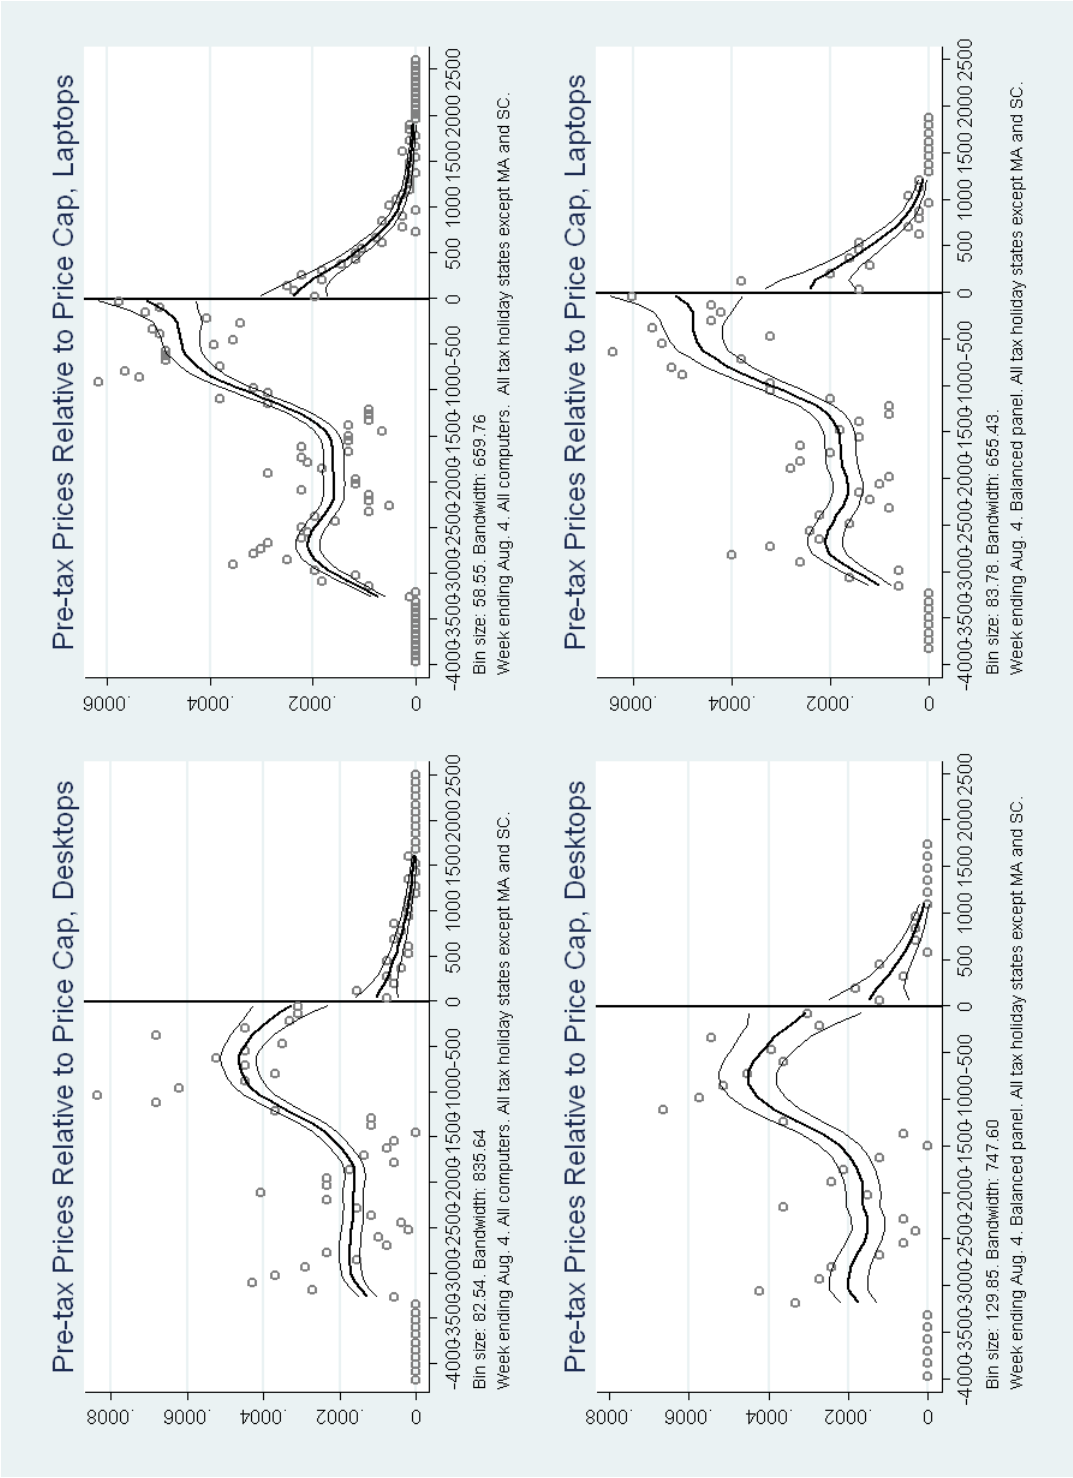 Pre-tax Prices Relative to Price Cap, Desktops
.0008
.0006
.0004
.0002
0
-4000-3500-3000-2500-2000-1500-1000-500 0 500 1000 1500 2000 2500
Bin size: 82.54. Bandwidth: 835.64
Week ending Aug. 4. All computers. All tax holiday states except MA and SC.
Pre-tax Prices Relative to Price Cap, Laptops
.0006
.0004
.0002
0
-4000-3500-3000-2500-2000-1500-1000-500 0 500 1000 1500 2000 2500
Bin size: 58.55. Bandwidth: 659.76
Week ending Aug. 4. All computers. All tax holiday states except MA and SC.
Pre-tax Prices Relative to Price Cap, Desktops
.0008
.0006
.0004
.0002
0
-4000-3500-3000-2500-2000-1500-1000-500 0 500 1000 1500 2000 2500
Bin size: 129.85. Bandwidth: 747.60
Week ending Aug. 4. Balanced panel. All tax holiday states except MA and SC.
Pre-tax Prices Relative to Price Cap, Laptops
.0006
.0004
.0002
0
-4000-3500-3000-2500-2000-1500-1000-500 0 500 1000 1500 2000 2500
Bin size: 83.78. Bandwidth: 655.43.
Week ending Aug. 4. Balanced panel. All tax holiday states except MA and SC.